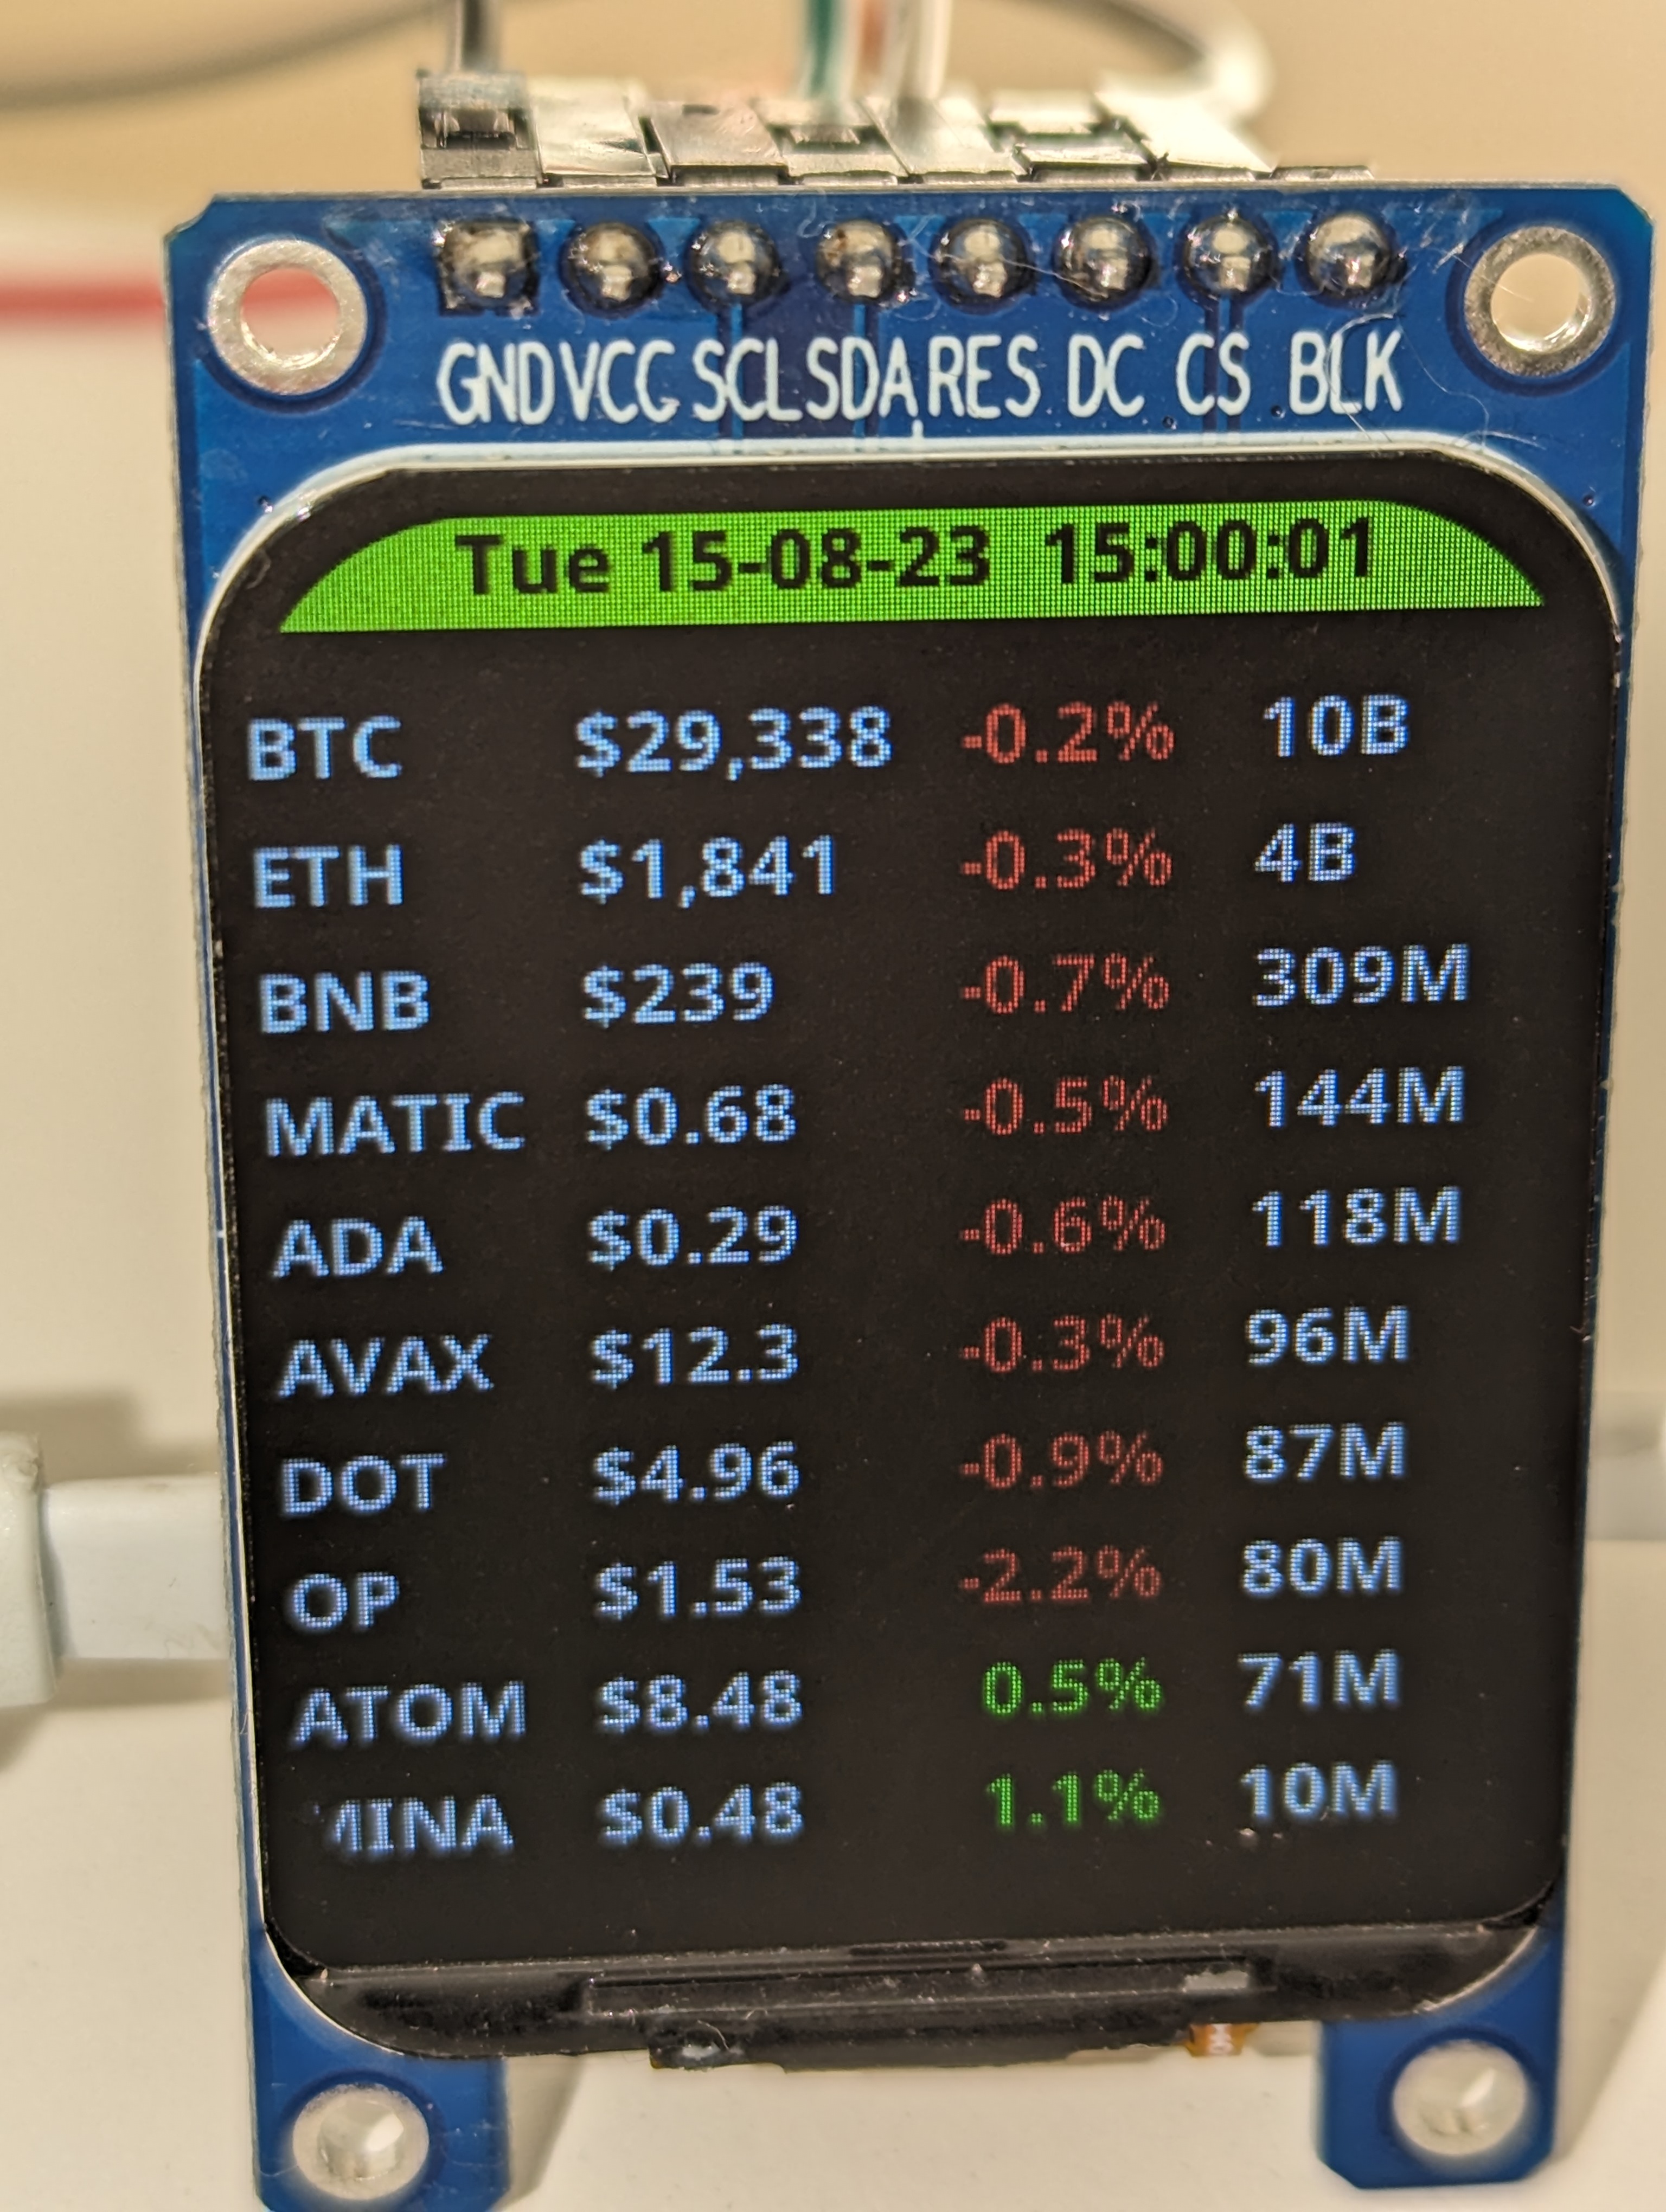 GND VCC SCL SDA RES DC CS BLK
Tue 15-08-23 15:00:01
BTC $29,338 -0.2% 10B
ETH $1,841 -0.3% 4B
BNB $239 -0.7% 309M
MATIC $0.68 -0.5% 144M
ADA $0.29 -0.6% 118M
AVAX $12.3 -0.3% 96M
DOT $4.96 -0.9% 87M
OP $1.53 -2.2% 80M
ATOM $8.48 0.5% 71M
MINA $0.48 1.1% 10M